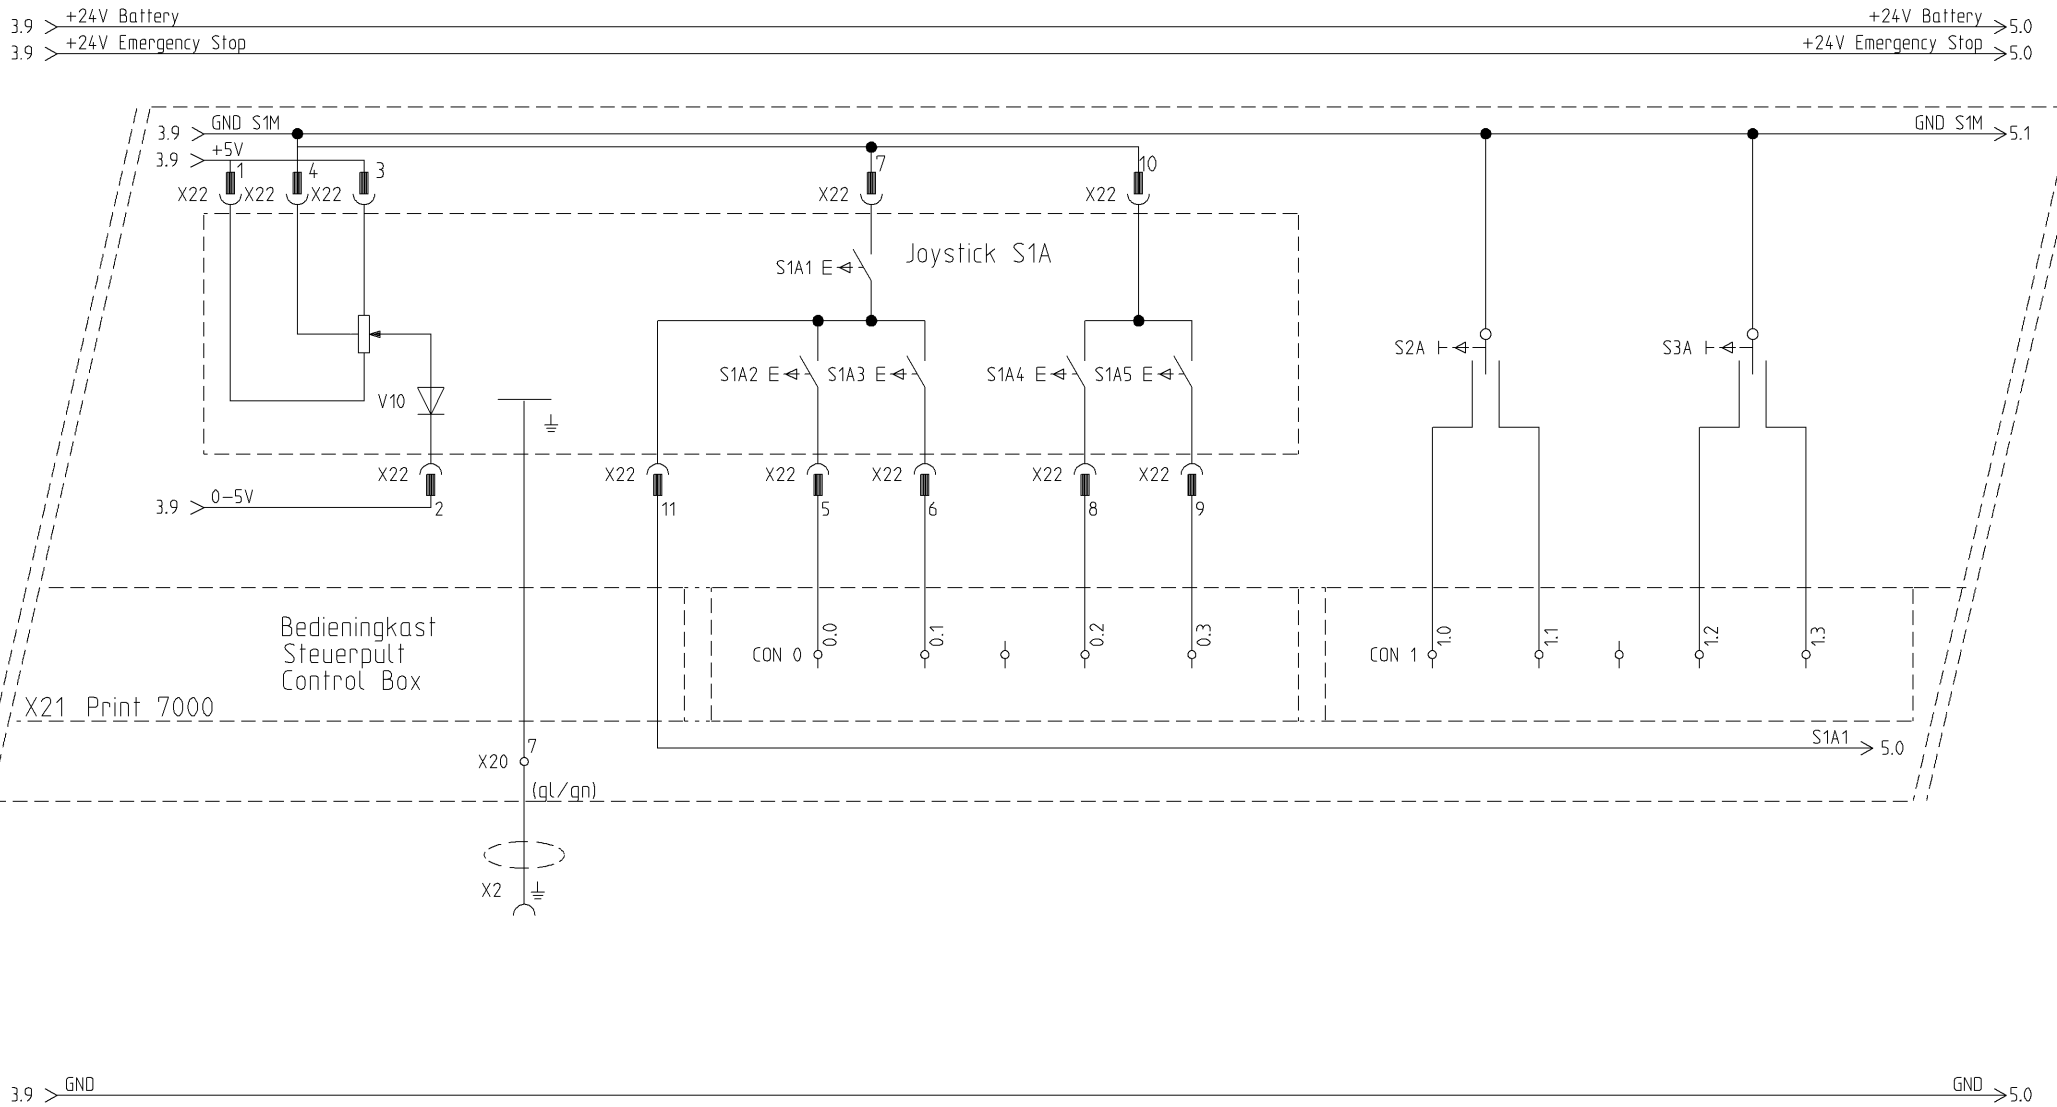 3.9 +24V Battery +24V Battery 5.0
3.9 +24V Emergency Stop +24V Emergency Stop 5.0
3.9 GND S1M GND S1M 5.1
3.9 +5V
1 4 3 7 10
X22 X22 X22 X22 X22
Joystick S1A
S1A1
S2A S3A
S1A2 S1A3 S1A4 S1A5
V10
X22 X22 X22 X22 X22 X22
3.9 0-5V
2 11 5 6 8 9
Bedieningkast
Steuerpult
Control Box
0.0 0.1 0.2 0.3 1.0 1.1 1.2 1.3
CON 0 CON 1
X21 Print 7000
S1A1 5.0
7
X20
(gl/gn)
X2
3.9 GND GND 5.0